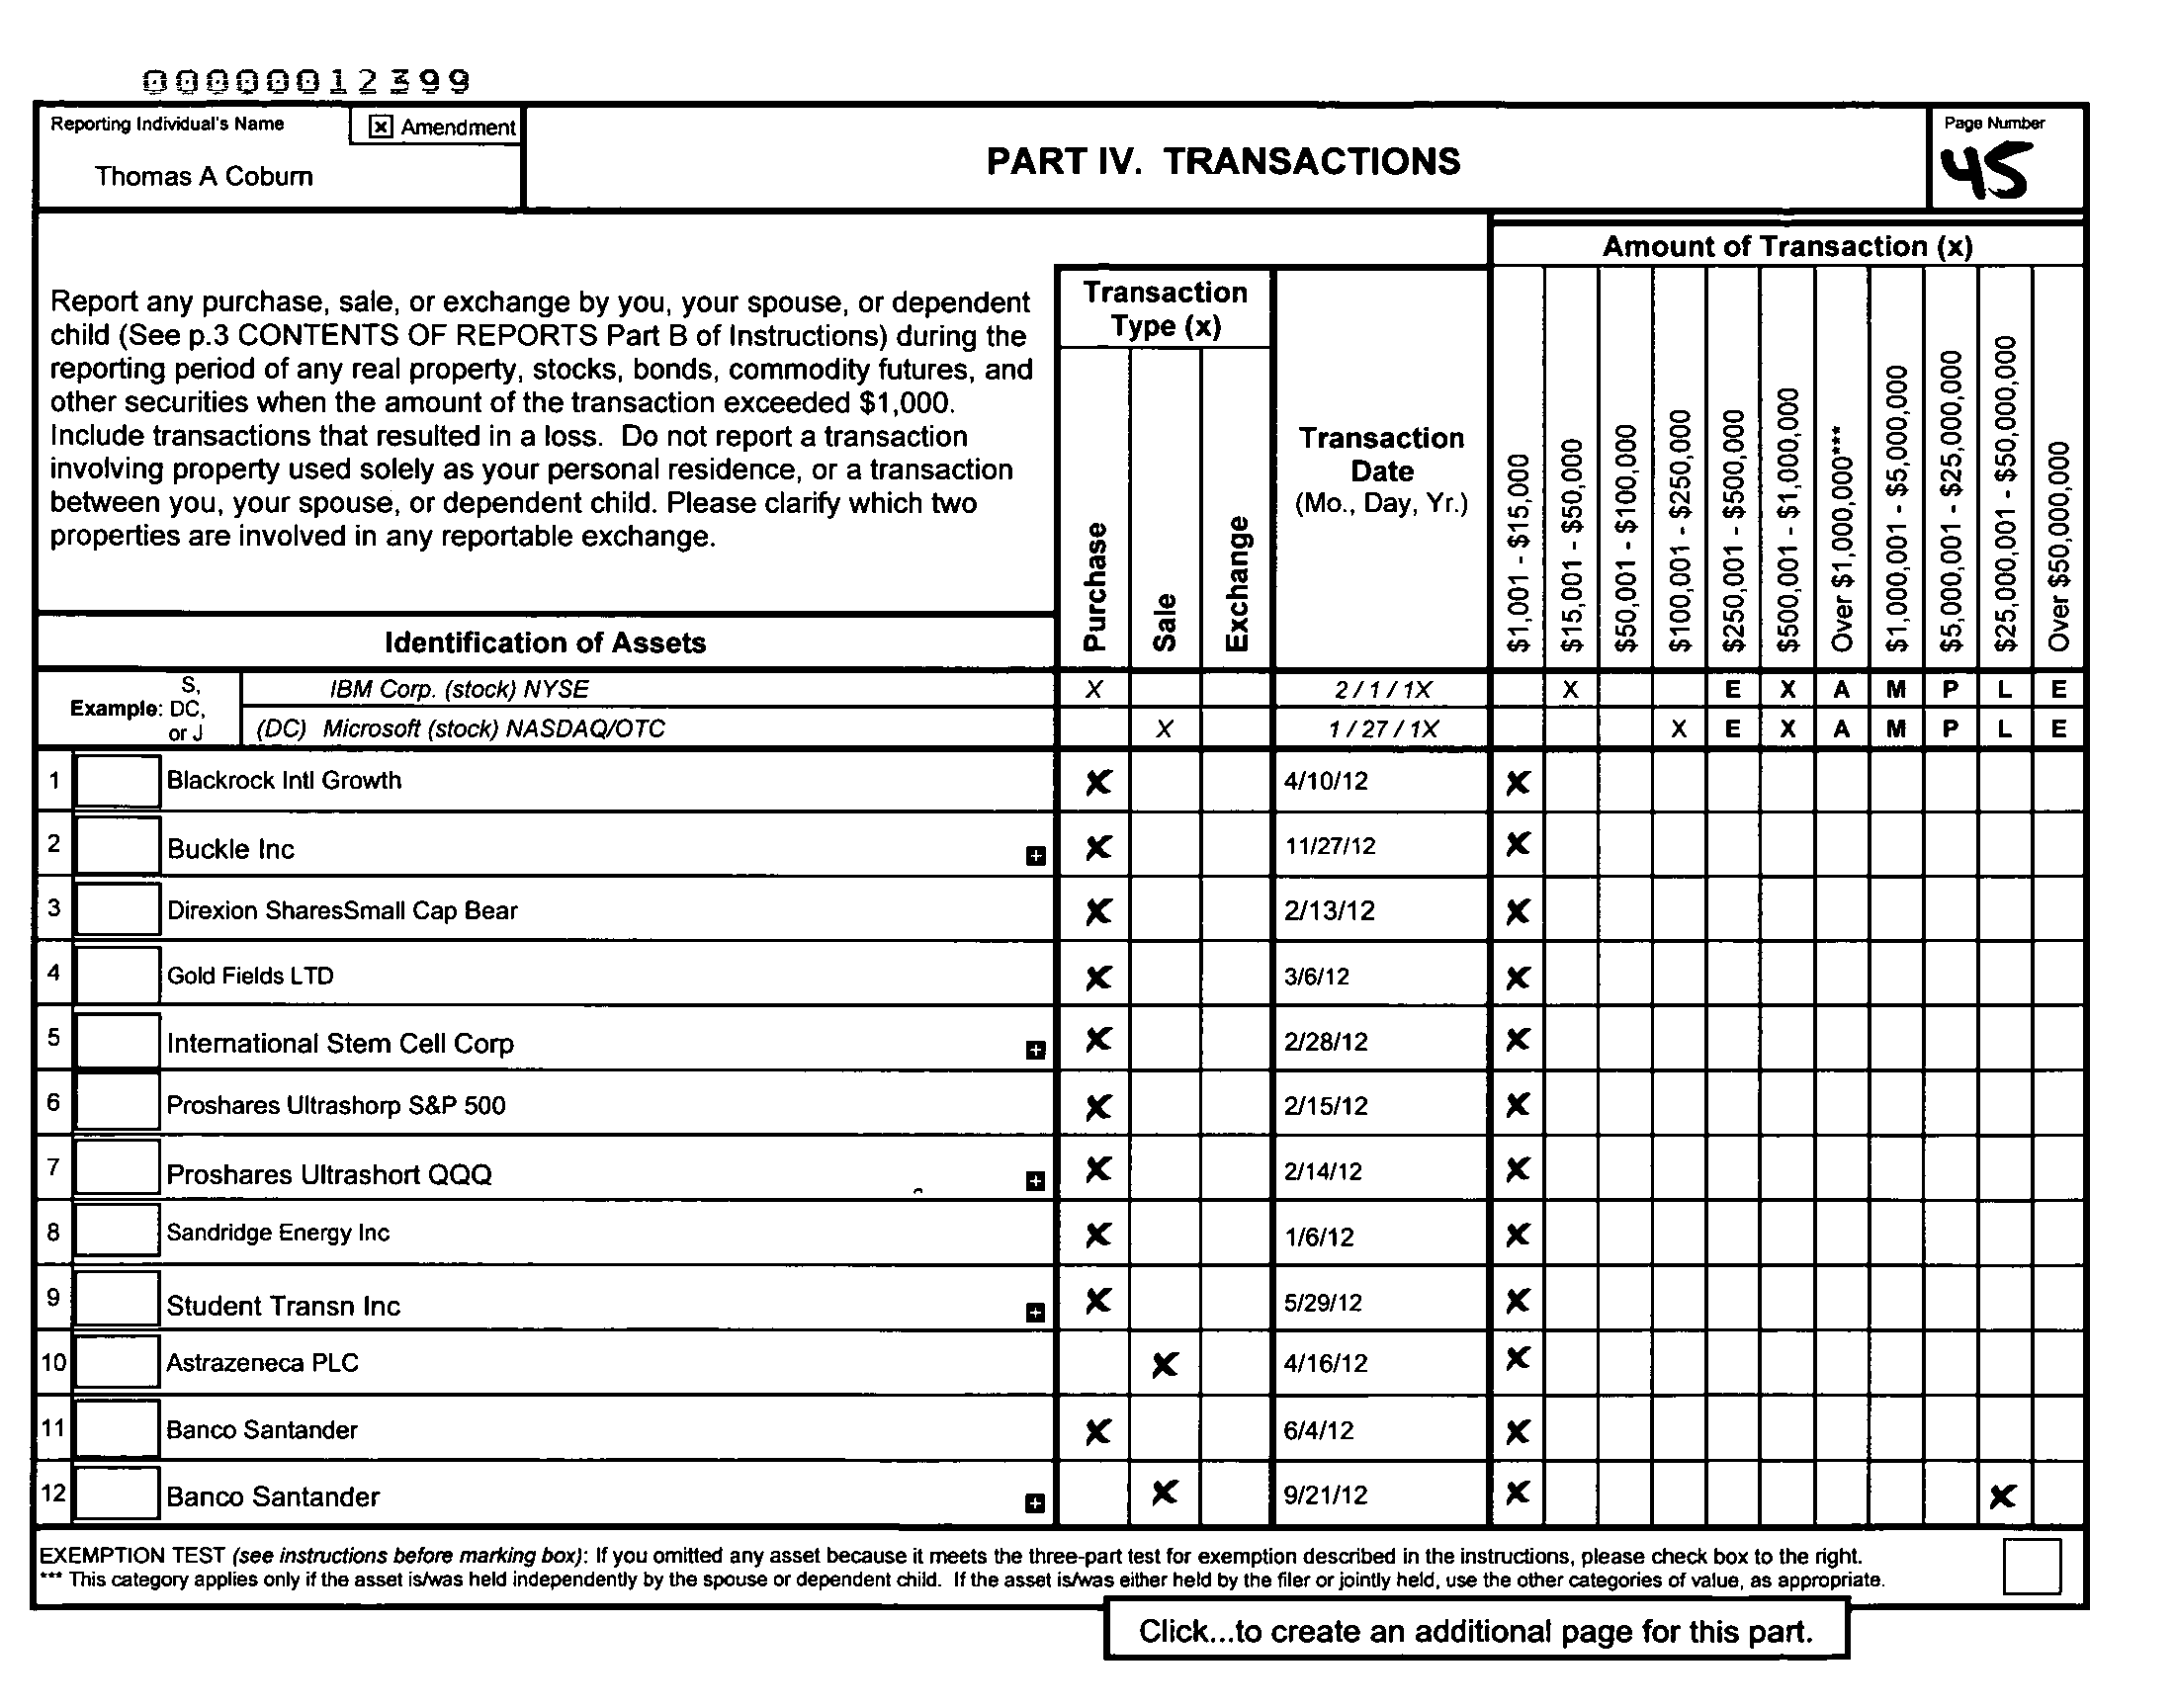 00000012399
Reporting Individual's Name
[x] Amendment
Thomas A Coburn
PART IV. TRANSACTIONS
Page Number
45
Report any purchase, sale, or exchange by you, your spouse, or dependent
child (See p.3 CONTENTS OF REPORTS Part B of Instructions) during the
reporting period of any real property, stocks, bonds, commodity futures, and
other securities when the amount of the transaction exceeded $1,000.
Include transactions that resulted in a loss. Do not report a transaction
involving property used solely as your personal residence, or a transaction
between you, your spouse, or dependent child. Please clarify which two
properties are involved in any reportable exchange.
Identification of Assets
Transaction
Type (x)
Purchase
Sale
Exchange
Transaction
Date
(Mo., Day, Yr.)
Amount of Transaction (x)
$1,001 - $15,000
$15,001 - $50,000
$50,001 - $100,000
$100,001 - $250,000
$250,001 - $500,000
$500,001 - $1,000,000
Over $1,000,000***
$1,000,001 - $5,000,000
$5,000,001 - $25,000,000
$25,000,001 - $50,000,000
Over $50,000,000
Example: S, DC, or J
IBM Corp. (stock) NYSE X 2 / 1 / 1X X E X A M P L E
(DC) Microsoft (stock) NASDAQ/OTC X 1 / 27 / 1X X E X A M P L E
1 Blackrock Intl Growth X 4/10/12 X
2 Buckle Inc + X 11/27/12 X
3 Direxion SharesSmall Cap Bear X 2/13/12 X
4 Gold Fields LTD X 3/6/12 X
5 International Stem Cell Corp + X 2/28/12 X
6 Proshares Ultrashorp S&P 500 X 2/15/12 X
7 Proshares Ultrashort QQQ + X 2/14/12 X
8 Sandridge Energy Inc X 1/6/12 X
9 Student Transn Inc + X 5/29/12 X
10 Astrazeneca PLC X 4/16/12 X
11 Banco Santander X 6/4/12 X
12 Banco Santander + X 9/21/12 X X
EXEMPTION TEST (see instructions before marking box): If you omitted any asset because it meets the three-part test for exemption described in the instructions, please check box to the right.
*** This category applies only if the asset is/was held independently by the spouse or dependent child. If the asset is/was either held by the filer or jointly held, use the other categories of value, as appropriate.
Click...to create an additional page for this part.